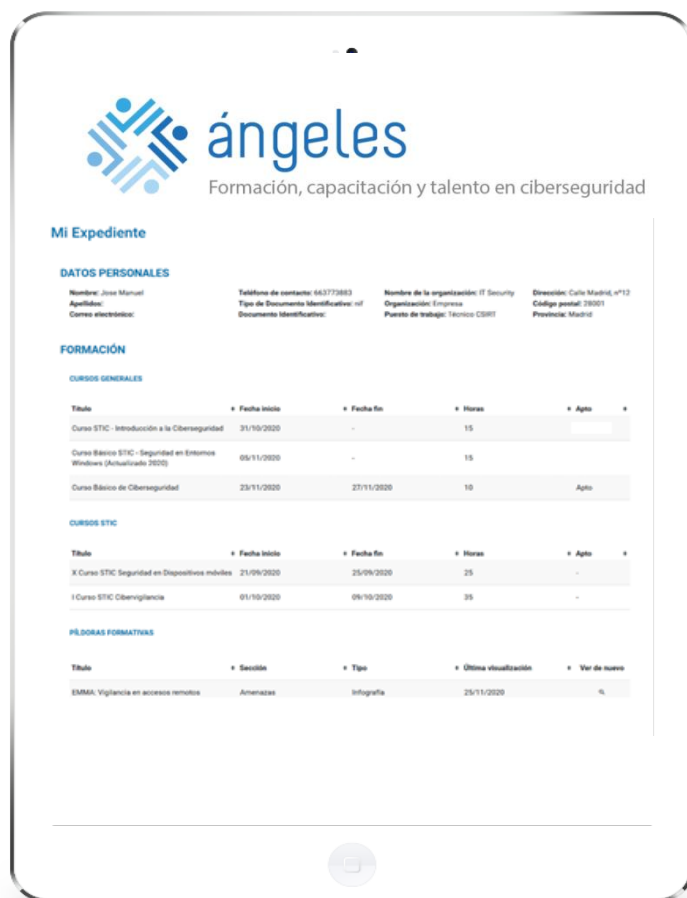 ángeles
Formación, capacitación y talento en ciberseguridad
Mi Expediente
DATOS PERSONALES
Nombre: Jose Manuel Teléfono de contacto: 663773883 Nombre de la organización: IT Security Dirección: Calle Madrid, nº12
Apellidos: Tipo de Documento Identificativo: nif Organización: Empresa Código postal: 28001
Correo electrónico: Documento Identificativo: Puesto de trabajo: Técnico CSIRT Provincia: Madrid
FORMACIÓN
CURSOS GENERALES
Título Fecha inicio Fecha fin Horas Apto
Curso STIC - Introducción a la Ciberseguridad 31/10/2020 - 15
Curso Básico STIC - Seguridad en Entornos
Windows (Actualizado 2020) 05/11/2020 - 15
Curso Básico de Ciberseguridad 23/11/2020 27/11/2020 10 Apto
CURSOS STIC
Título Fecha inicio Fecha fin Horas Apto
X Curso STIC Seguridad en Dispositivos móviles 21/09/2020 25/09/2020 25 -
I Curso STIC Cibervigilancia 01/10/2020 09/10/2020 35 -
PÍLDORAS FORMATIVAS
Título Sección Tipo Última visualización Ver de nuevo
EMMA: Vigilancia en accesos remotos Amenazas Infografía 25/11/2020